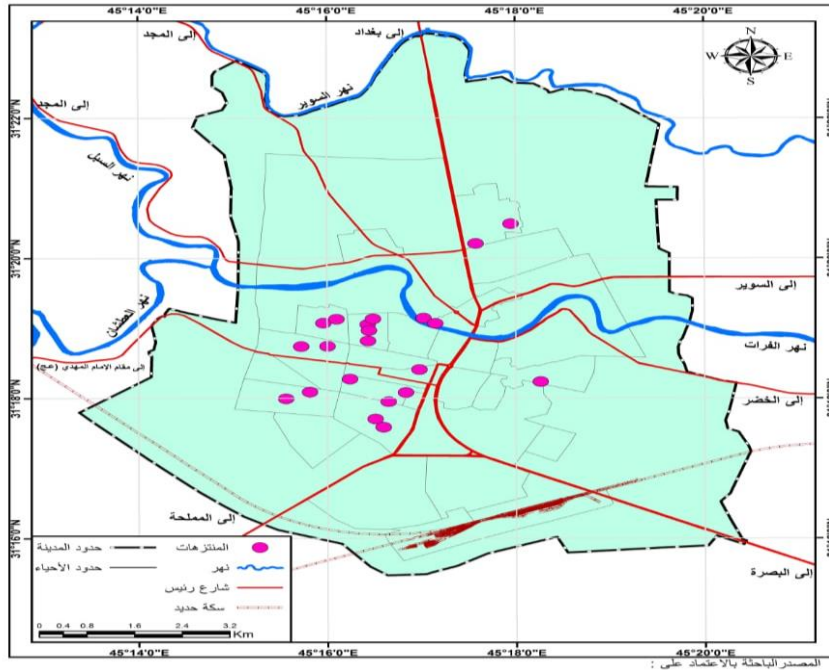 45°14'0"E 45°16'0"E 45°18'0"E 45°20'0"E
إلى المجد
إلى بغداد
N
W E
S
نهر السوير
إلى المجد
31°22'0"N
نهر السبيل
31°20'0"N
إلى السوير
نهر العطشان
نهر الفرات
إلى مقام الإمام المهدي (عج)
31°18'0"N
إلى الخضر
إلى المملحة
31°16'0"N
إلى البصرة
المنتزهات حدود المدينة
نهر حدود الأحياء
شارع رئيس
سكة حديد
0 0.4 0.8 1.6 2.4 3.2
Km
45°14'0"E 45°16'0"E 45°18'0"E 45°20'0"E
المصدر الباحثة بالاعتماد على :